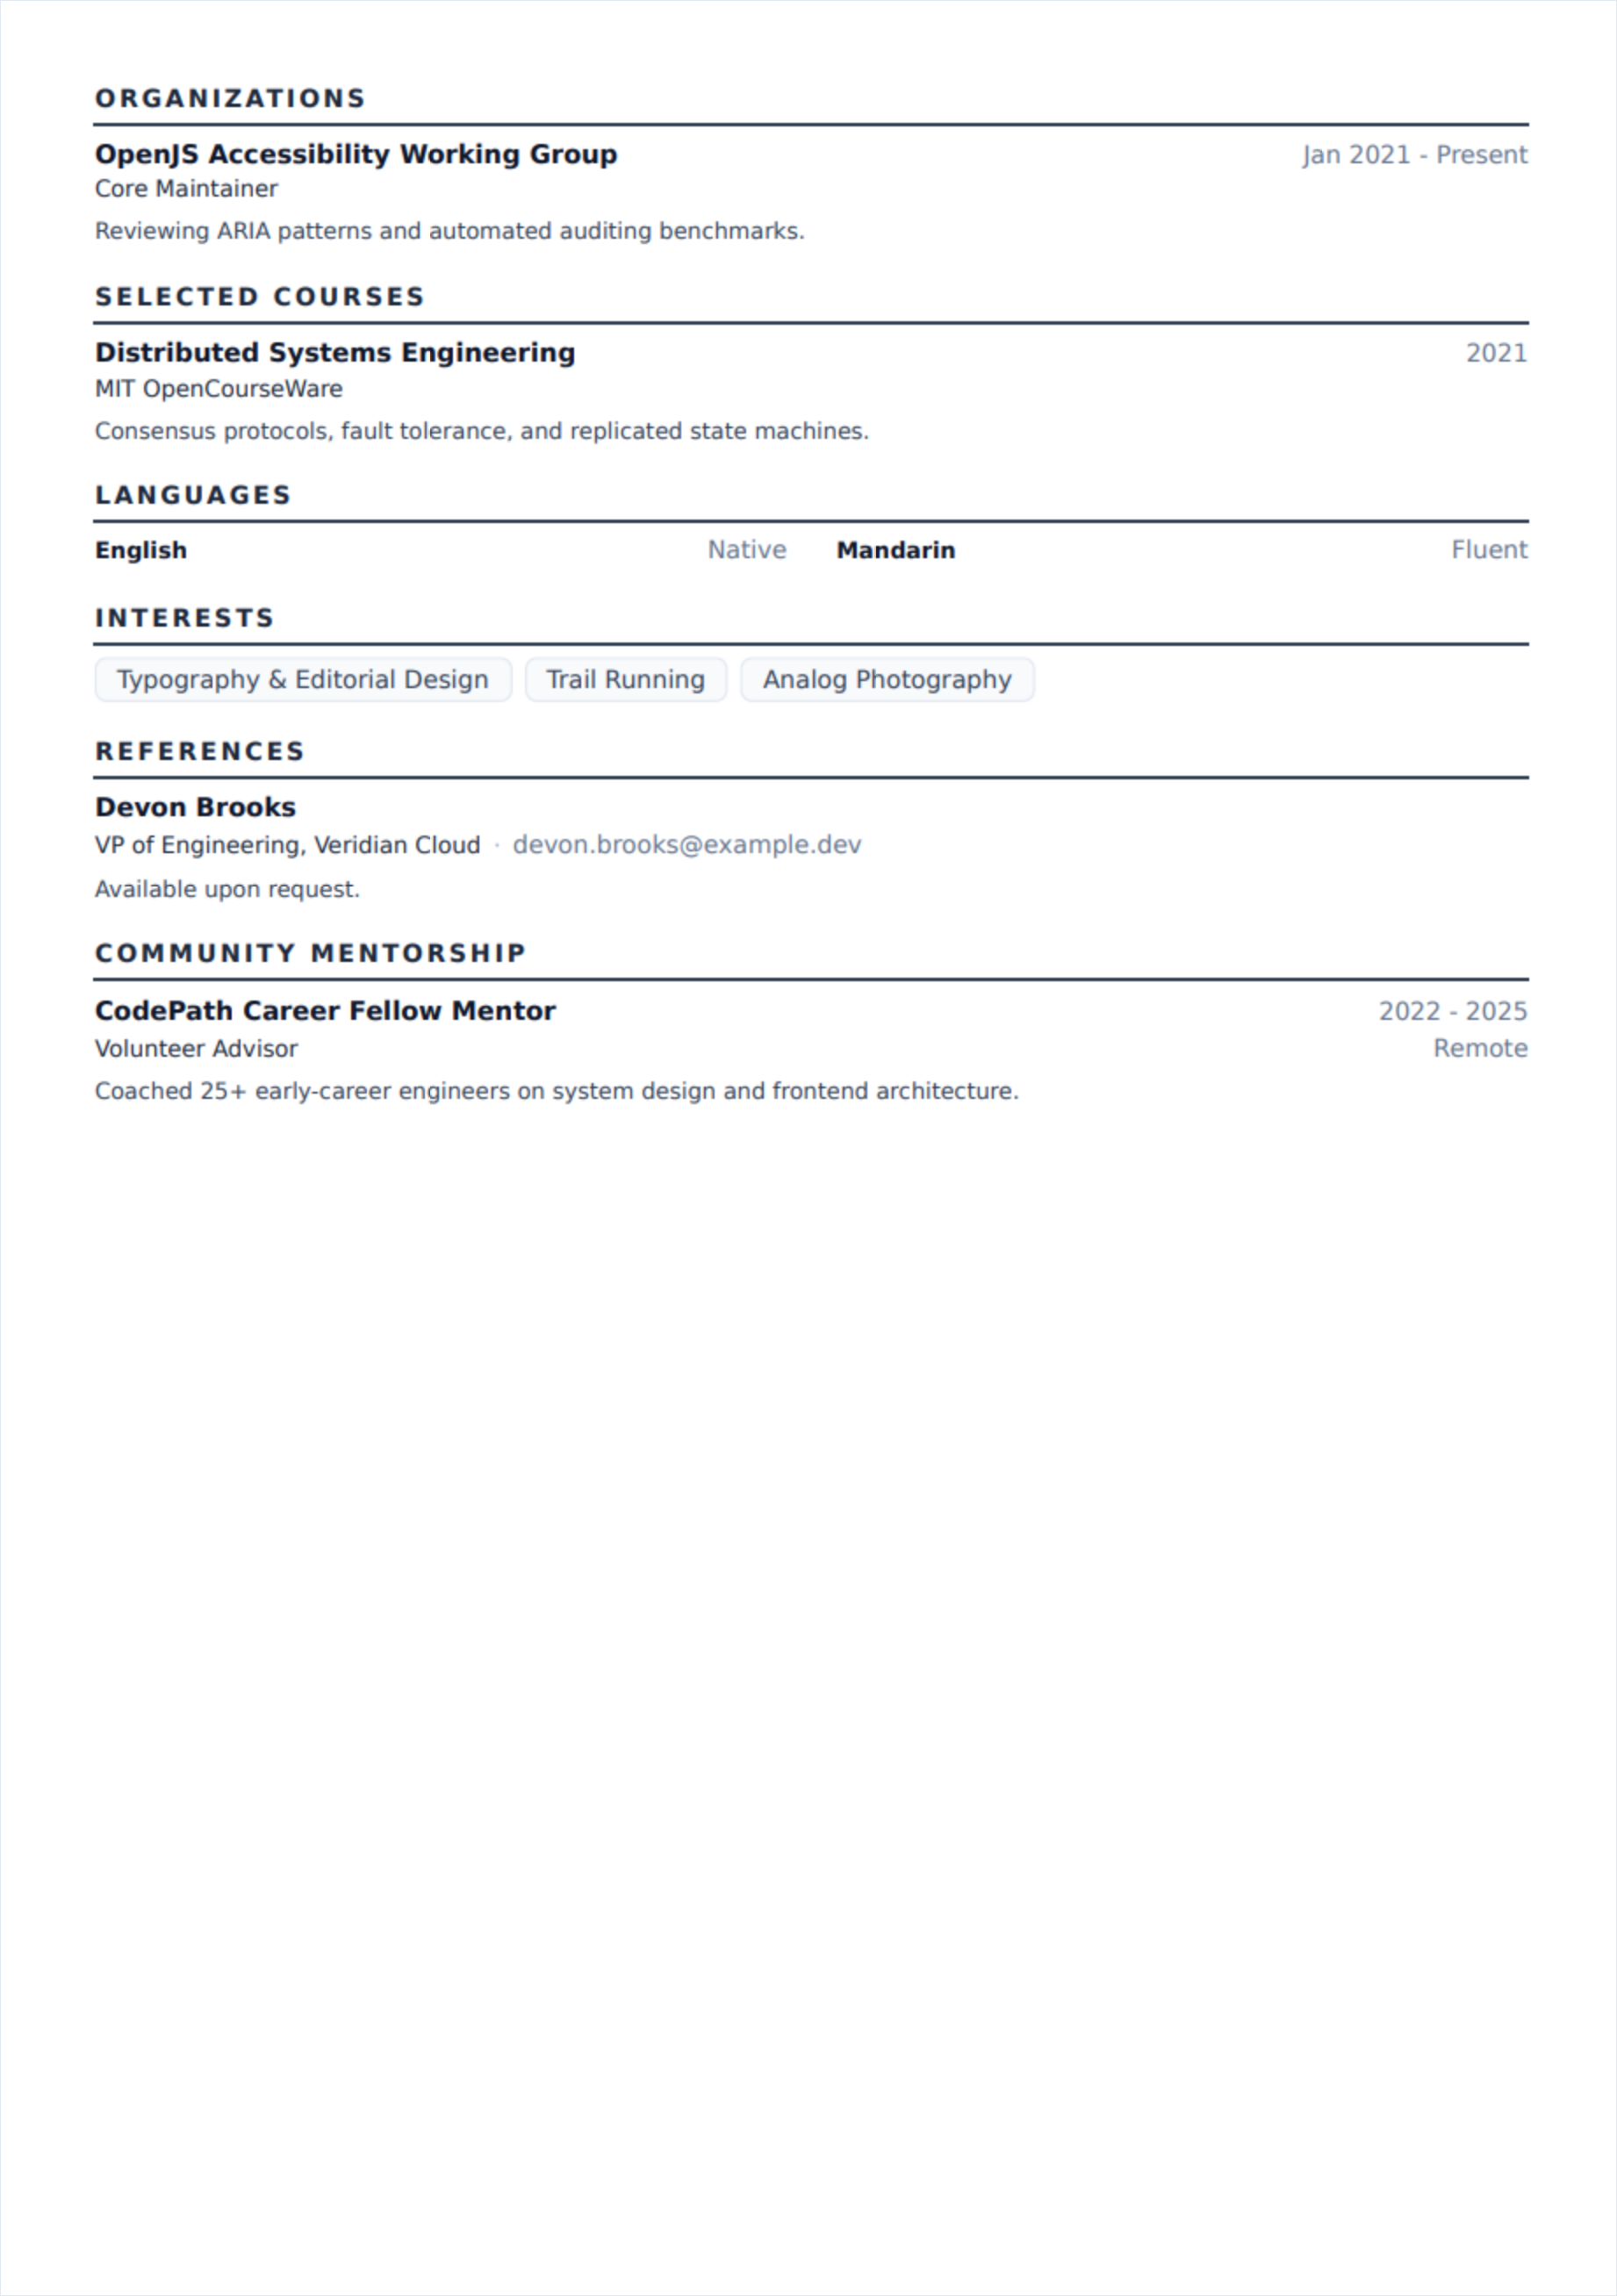 ORGANIZATIONS
OpenJS Accessibility Working Group Jan 2021 - Present
Core Maintainer
Reviewing ARIA patterns and automated auditing benchmarks.
SELECTED COURSES
Distributed Systems Engineering 2021
MIT OpenCourseWare
Consensus protocols, fault tolerance, and replicated state machines.
LANGUAGES
English Native Mandarin Fluent
INTERESTS
Typography & Editorial Design Trail Running Analog Photography
REFERENCES
Devon Brooks
VP of Engineering, Veridian Cloud · devon.brooks@example.dev
Available upon request.
COMMUNITY MENTORSHIP
CodePath Career Fellow Mentor 2022 - 2025
Volunteer Advisor Remote
Coached 25+ early-career engineers on system design and frontend architecture.